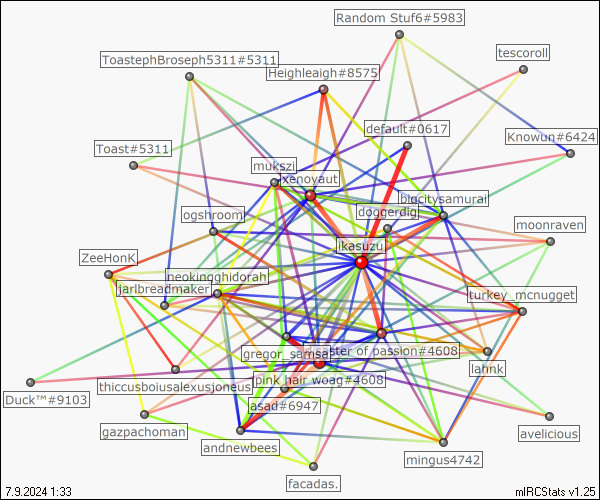 Random Stuf6#5983
tescoroll
ToastephBroseph5311#5311
Heighleaigh#8575
default#0617
Knowun#6424
Toast#5311
mukszi
xenovaut
bigcitysamurai
doggerdig
ogshroom
moonraven
ikasuzu
ZeeHonK
neokingghidorah
jarlbreadmaker
turkey_mcnugget
gregor_samsa
aster of passion#4608
lahnk
thiccusboiusalexusjoneus
pink hair woag#4608
Duck™#9103
asad#6947
gazpachoman
avelicious
andnewbees
mingus4742
facadas.
7.9.2024 1:33
mIRCStats v1.25